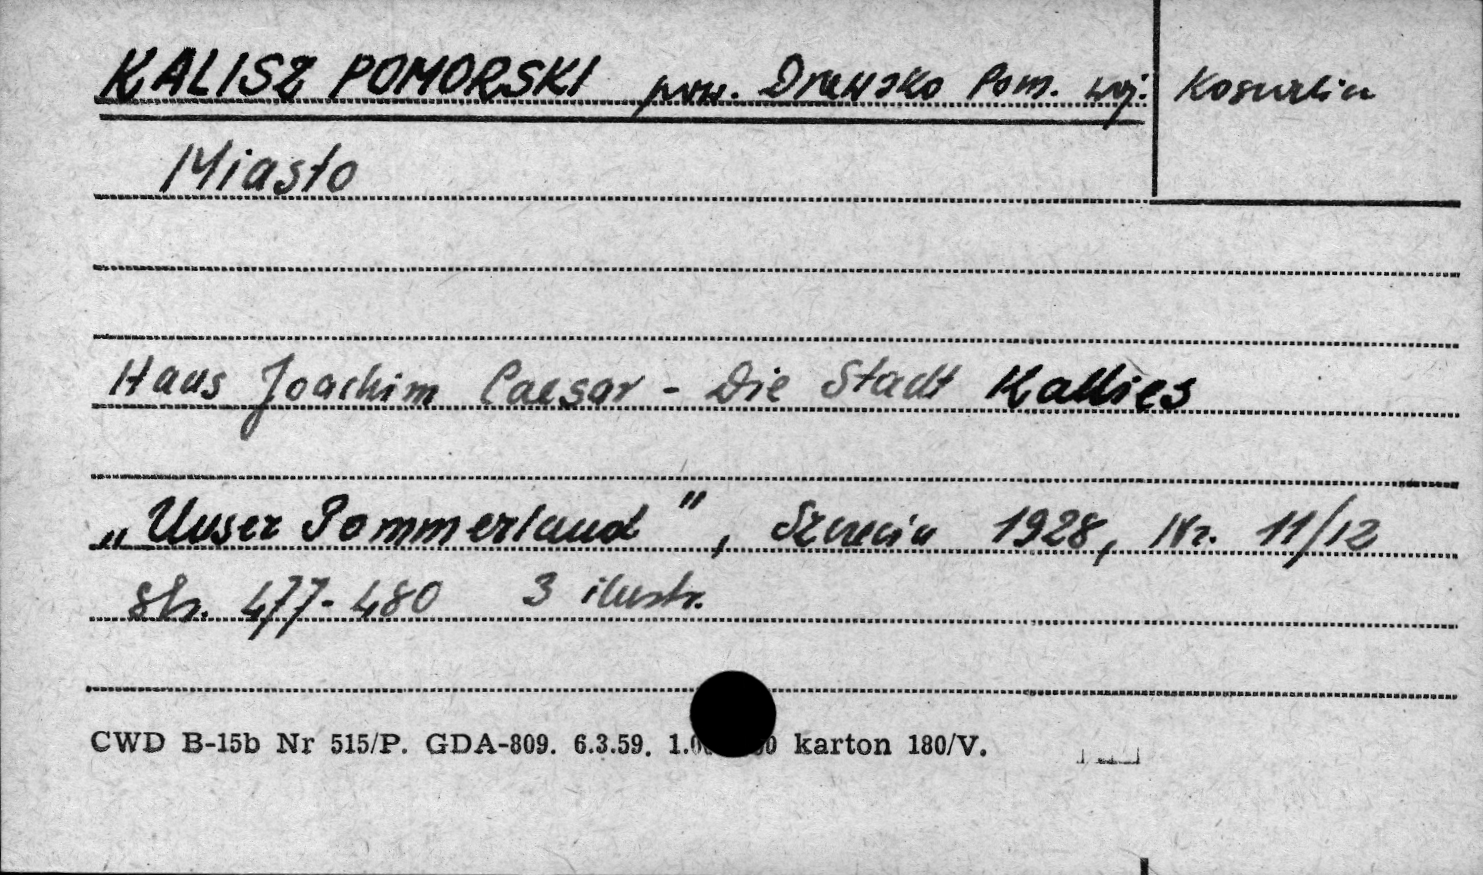 KALISZ POMORSKI pow. Drawsko Pom. woj. Koszalin
Miasto
Hans Joachim Caesar - Die Stadt Kallies
„Unser Pommerland", Szczecin 1928, Nr. 11/12
Str. 477-480 3 ilustr.
CWD B-15b Nr 515/P. GDA-809. 6.3.59. karton 180/V.